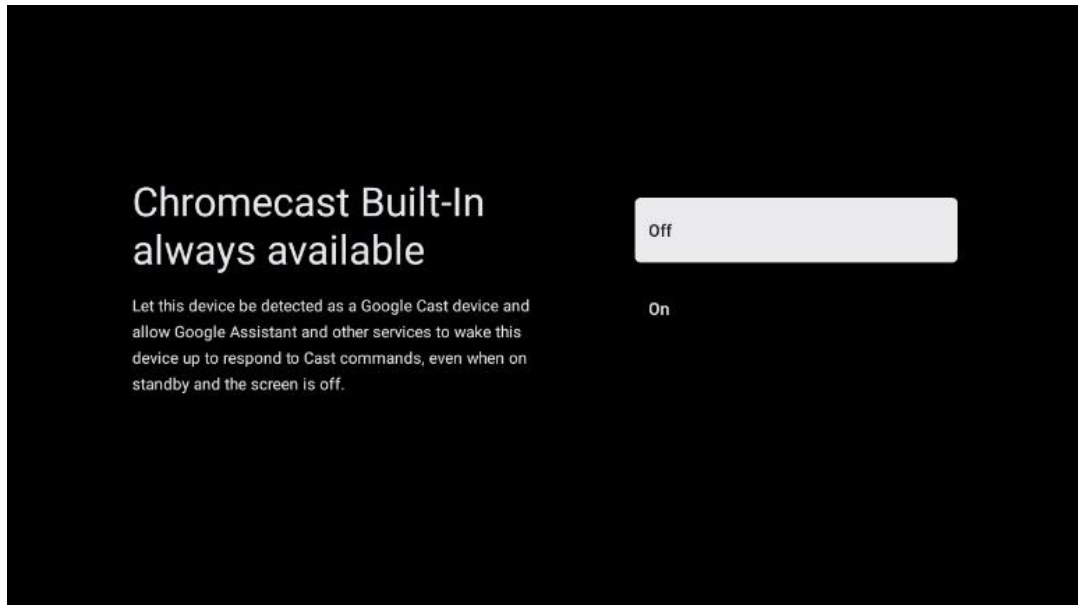 Chromecast Built-In
always available
Let this device be detected as a Google Cast device and
allow Google Assistant and other services to wake this
device up to respond to Cast commands, even when on
standby and the screen is off.
Off
On